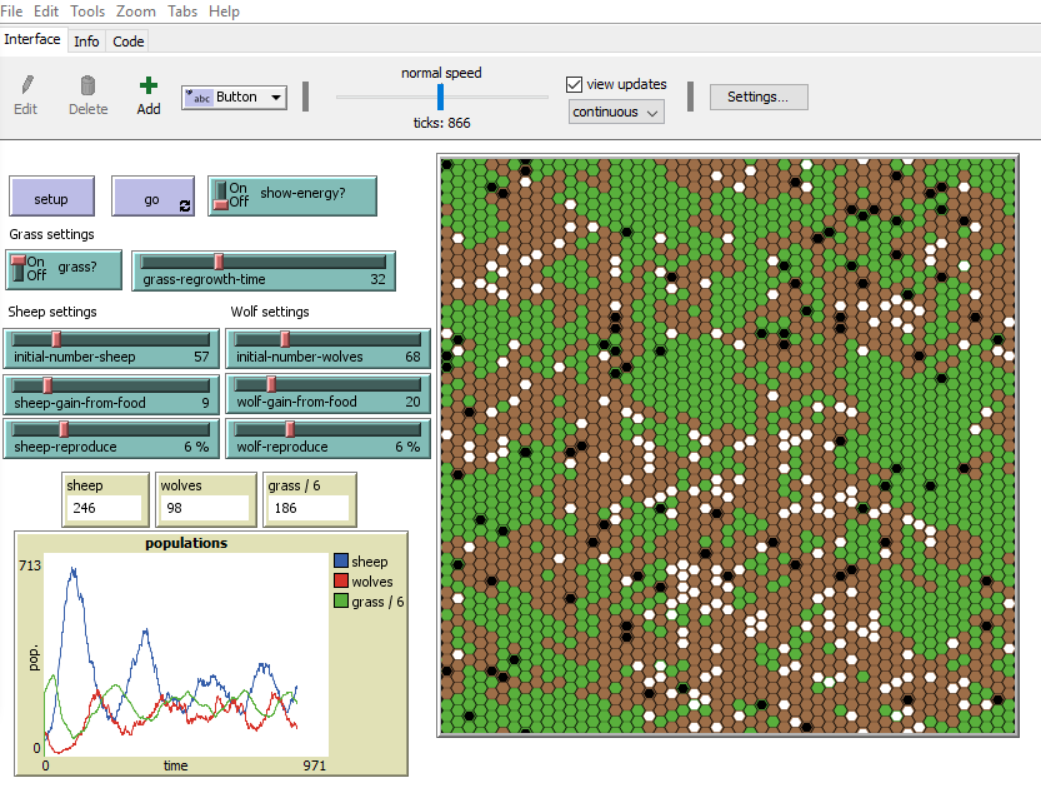 File Edit Tools Zoom Tabs Help
Interface Info Code
normal speed
view updates
Edit Delete Add abc Button continuous Settings...
ticks: 866
setup go On Off show-energy?
Grass settings
On Off grass? grass-regrowth-time 32
Sheep settings Wolf settings
initial-number-sheep 57 initial-number-wolves 68
sheep-gain-from-food 9 wolf-gain-from-food 20
sheep-reproduce 6 % wolf-reproduce 6 %
sheep wolves grass / 6
246 98 186
populations
713 sheep
wolves
grass / 6
pop.
0
0 time 971